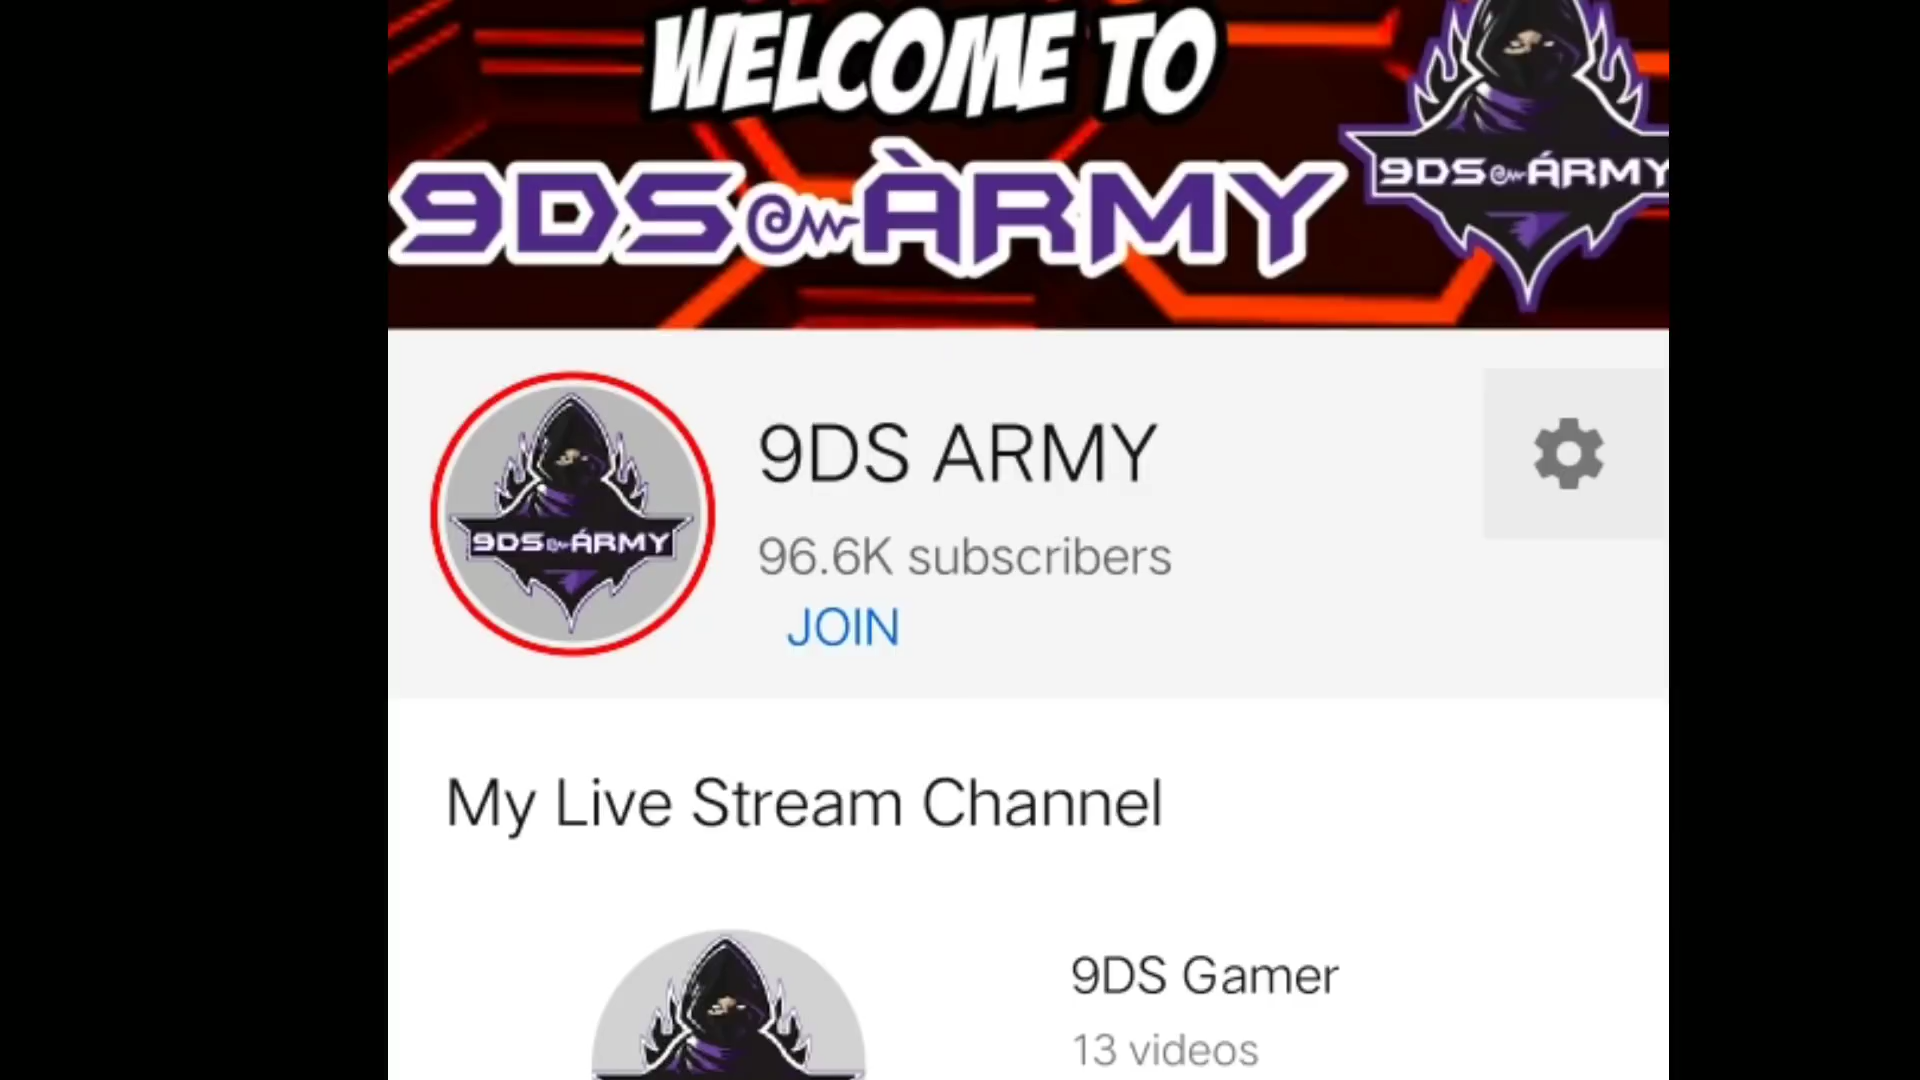 WELCOME TO
9DS ÀRMY
9DS ÁRMY
9DS ÁRMY
9DS ARMY
96.6K subscribers
JOIN
My Live Stream Channel
9DS Gamer
13 videos